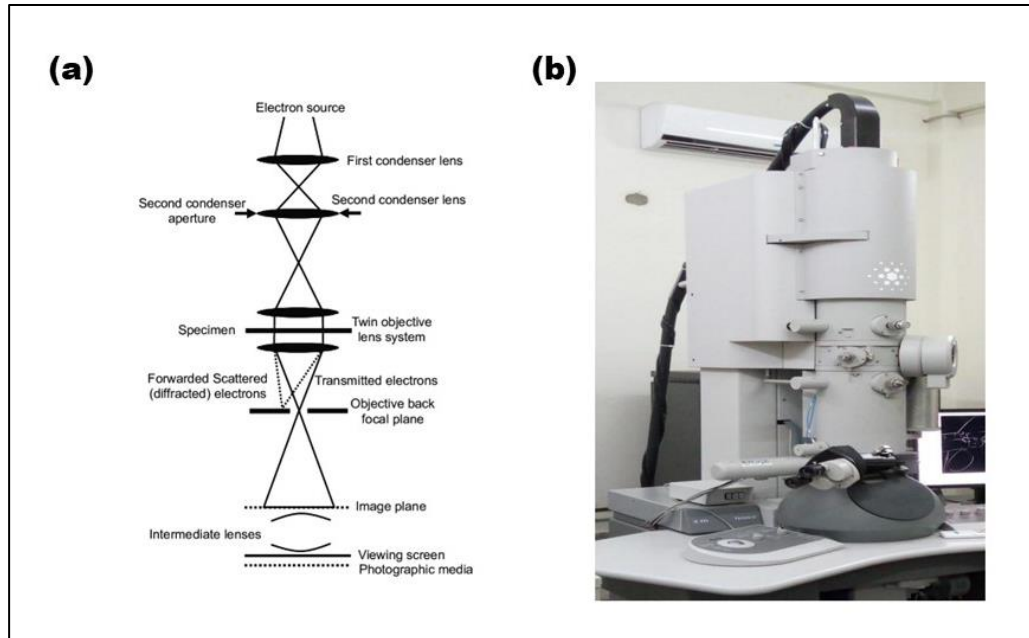 (a)
(b)
Electron source
First condenser lens
Second condenser
aperture
Second condenser lens
Specimen
Twin objective
lens system
Forwarded Scattered
(diffracted) electrons
Transmitted electrons
Objective back
focal plane
Image plane
Intermediate lenses
Viewing screen
Photographic media